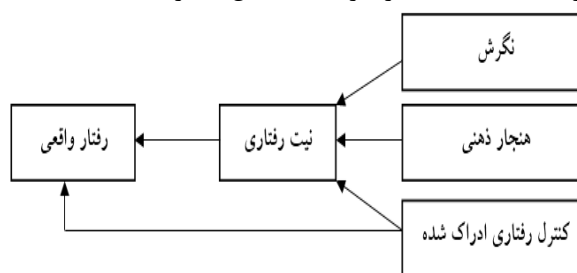 نگرش
هنجار ذهنی
نیت رفتاری
رفتار واقعی
کنترل رفتاری ادراک شده